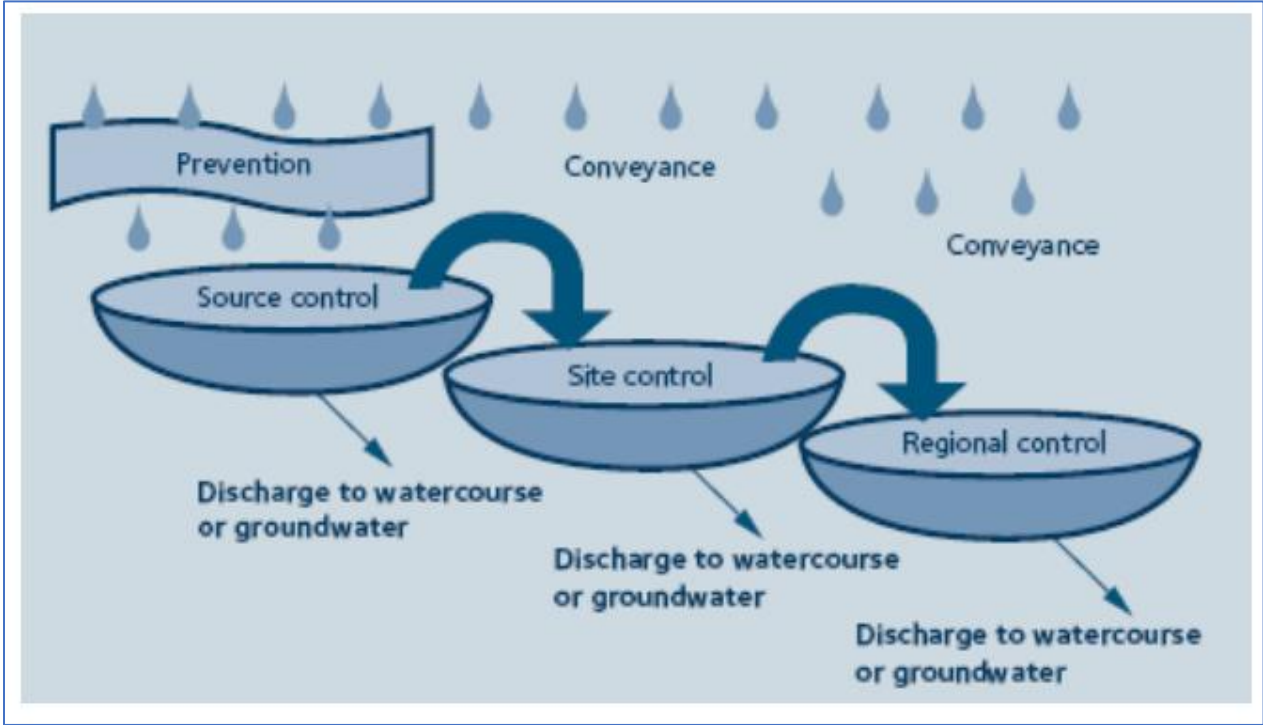 Prevention
Conveyance
Conveyance
Source control
Site control
Regional control
Discharge to watercourse
or groundwater
Discharge to watercourse
or groundwater
Discharge to watercourse
or groundwater